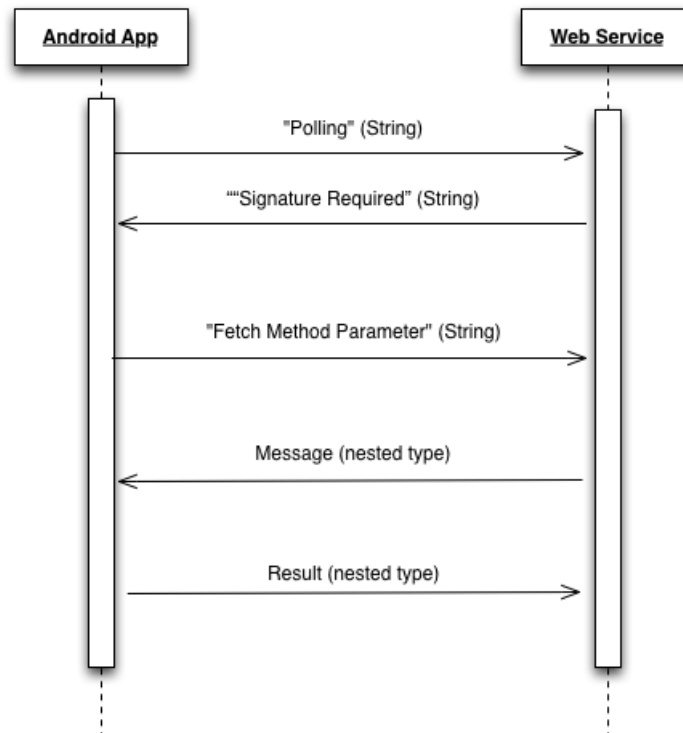 Android App
Web Service
"Polling" (String)
““Signature Required” (String)
"Fetch Method Parameter" (String)
Message (nested type)
Result (nested type)